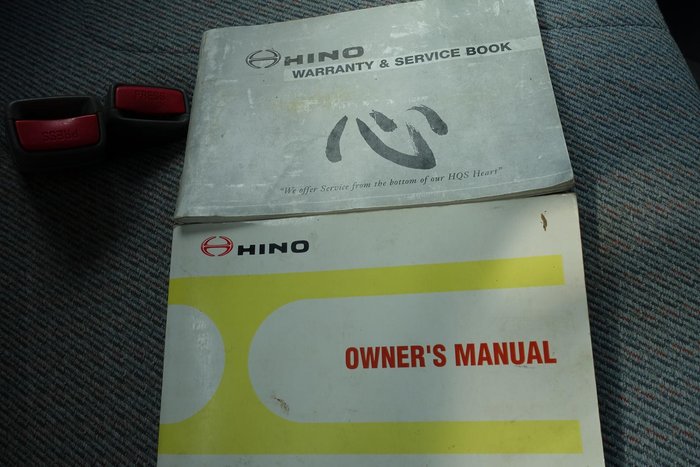 HINO
WARRANTY & SERVICE BOOK
心
"We offer Service from the bottom of our HQS Heart"
PRESS
PRESS
HINO
OWNER'S MANUAL